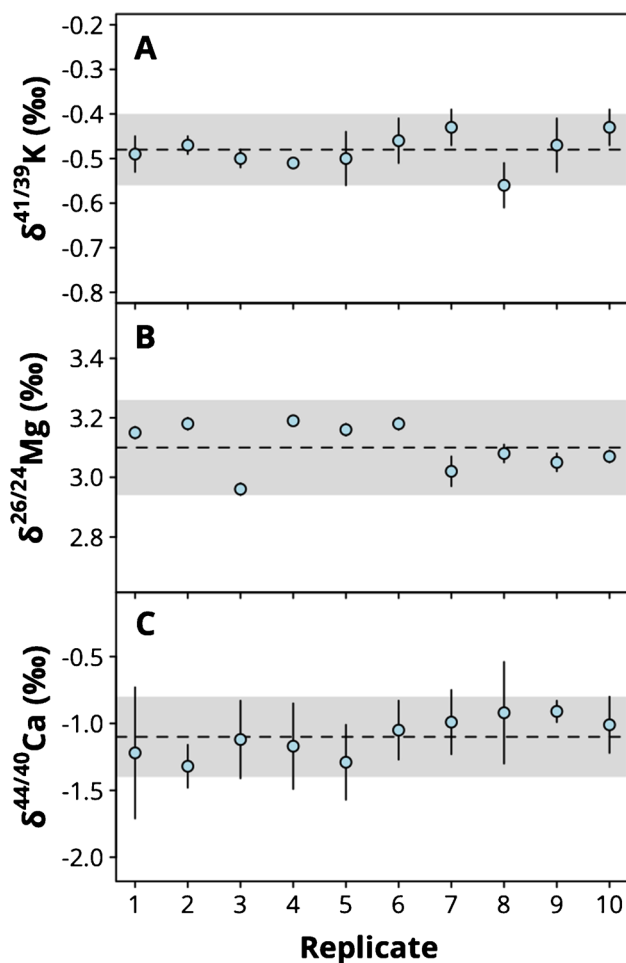 A
δ41/39K (‰)
-0.2
-0.3
-0.4
-0.5
-0.6
-0.7
-0.8
B
δ26/24Mg (‰)
3.4
3.2
3.0
2.8
C
δ44/40Ca (‰)
-0.5
-1.0
-1.5
-2.0
1 2 3 4 5 6 7 8 9 10
Replicate